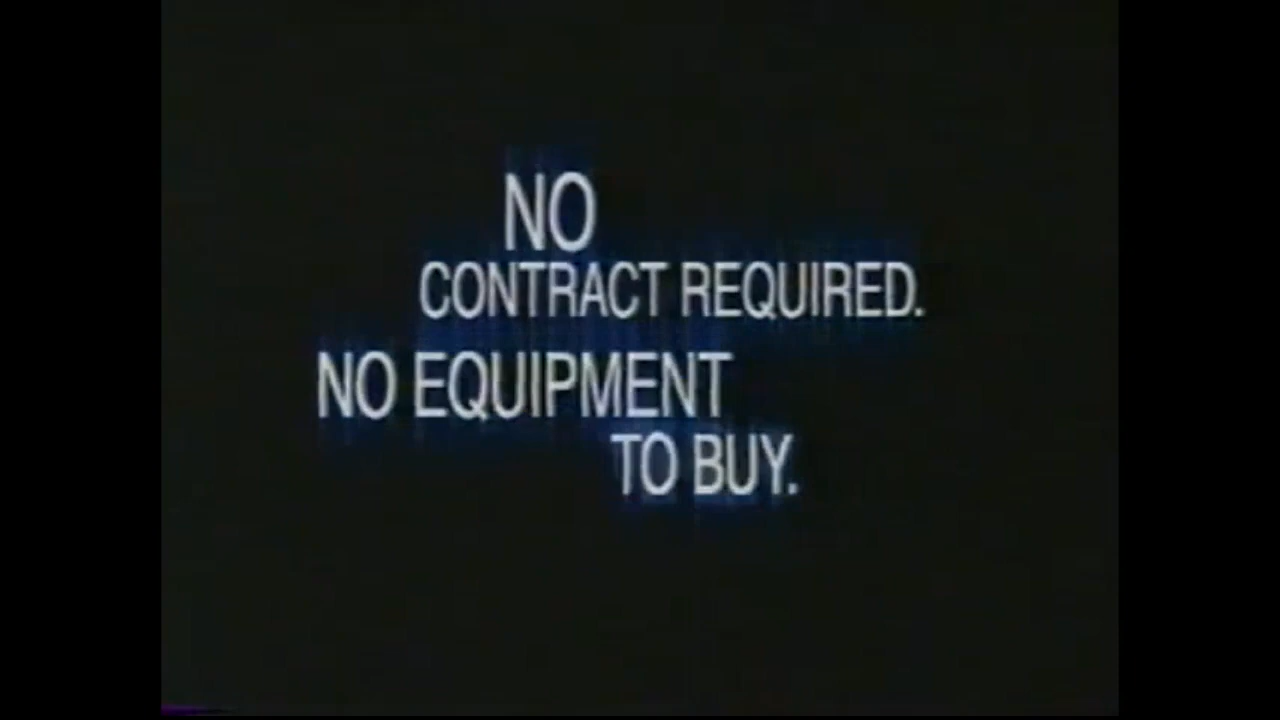 NO
CONTRACT REQUIRED.
NO EQUIPMENT
TO BUY.